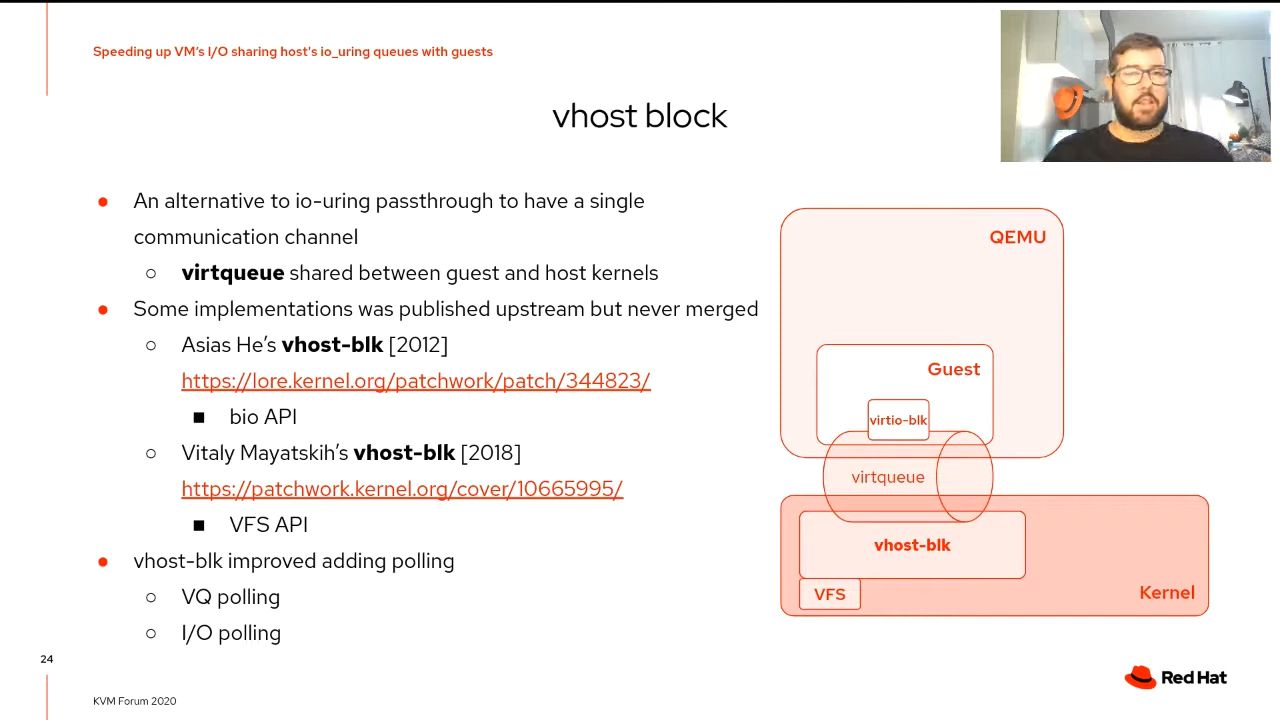 Speeding up VM's I/O sharing host's io_uring queues with guests
vhost block
● An alternative to io-uring passthrough to have a single
communication channel
○ virtqueue shared between guest and host kernels
● Some implementations was published upstream but never merged
○ Asias He's vhost-blk [2012]
https://lore.kernel.org/patchwork/patch/344823/
■ bio API
○ Vitaly Mayatskih's vhost-blk [2018]
https://patchwork.kernel.org/cover/10665995/
■ VFS API
● vhost-blk improved adding polling
○ VQ polling
○ I/O polling
QEMU
Guest
virtio-blk
virtqueue
vhost-blk
VFS
Kernel
24
KVM Forum 2020
Red Hat